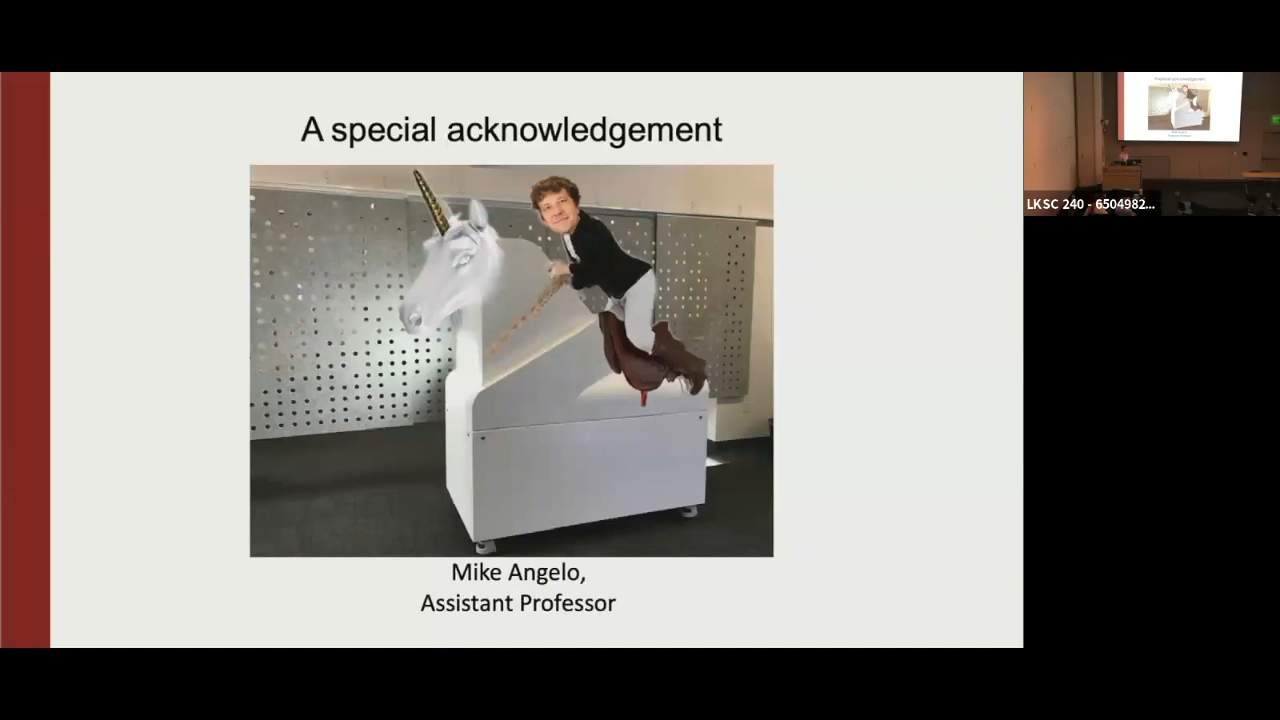 A special acknowledgement
Mike Angelo,
Assistant Professor
LKSC 240 - 6504982...